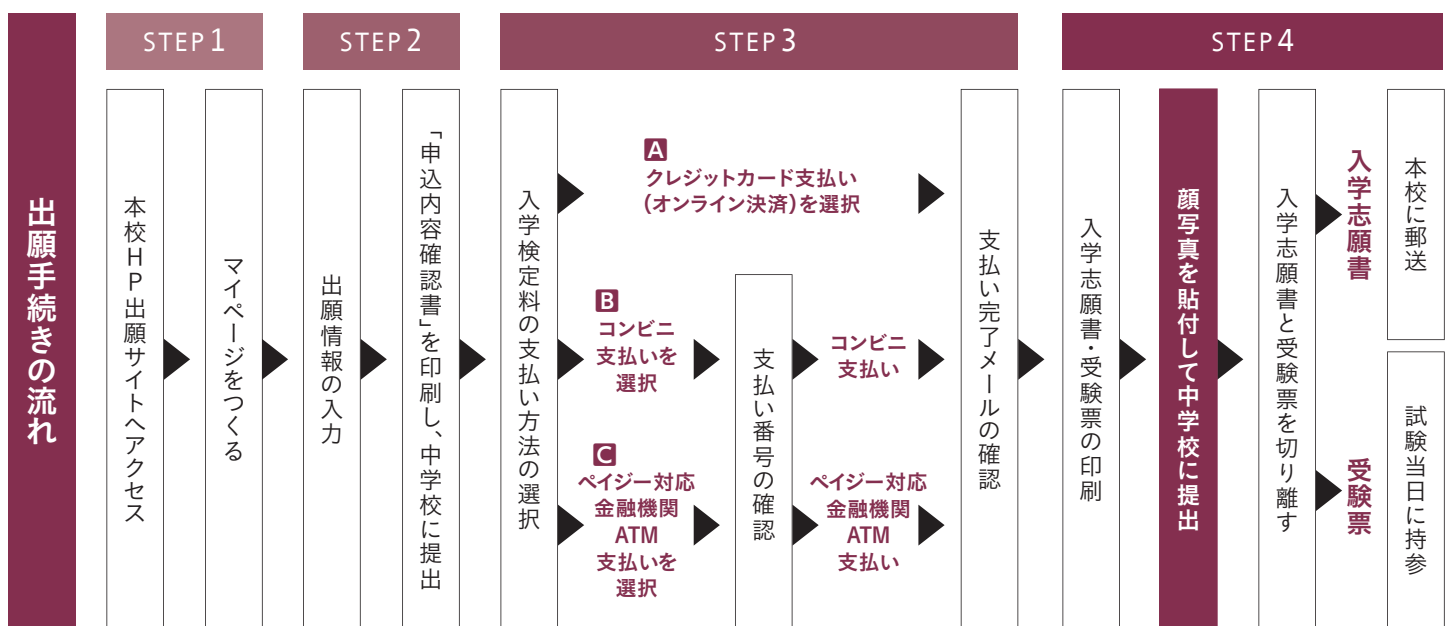 出願手続きの流れ
STEP 1
本校HP出願サイトへアクセス
マイページをつくる
STEP 2
出願情報の入力
「申込内容確認書」を印刷し、中学校に提出
STEP 3
入学検定料の支払い方法の選択
A
クレジットカード支払い
(オンライン決済)を選択
B
コンビニ
支払いを
選択
C
ペイジー対応
金融機関
ATM
支払いを
選択
支払い番号の確認
コンビニ
支払い
ペイジー対応
金融機関
ATM
支払い
支払い完了メールの確認
STEP 4
入学志願書・受験票の印刷
顔写真を貼付して中学校に提出
入学志願書と受験票を切り離す
入学志願書
本校に郵送
受験票
試験当日に持参